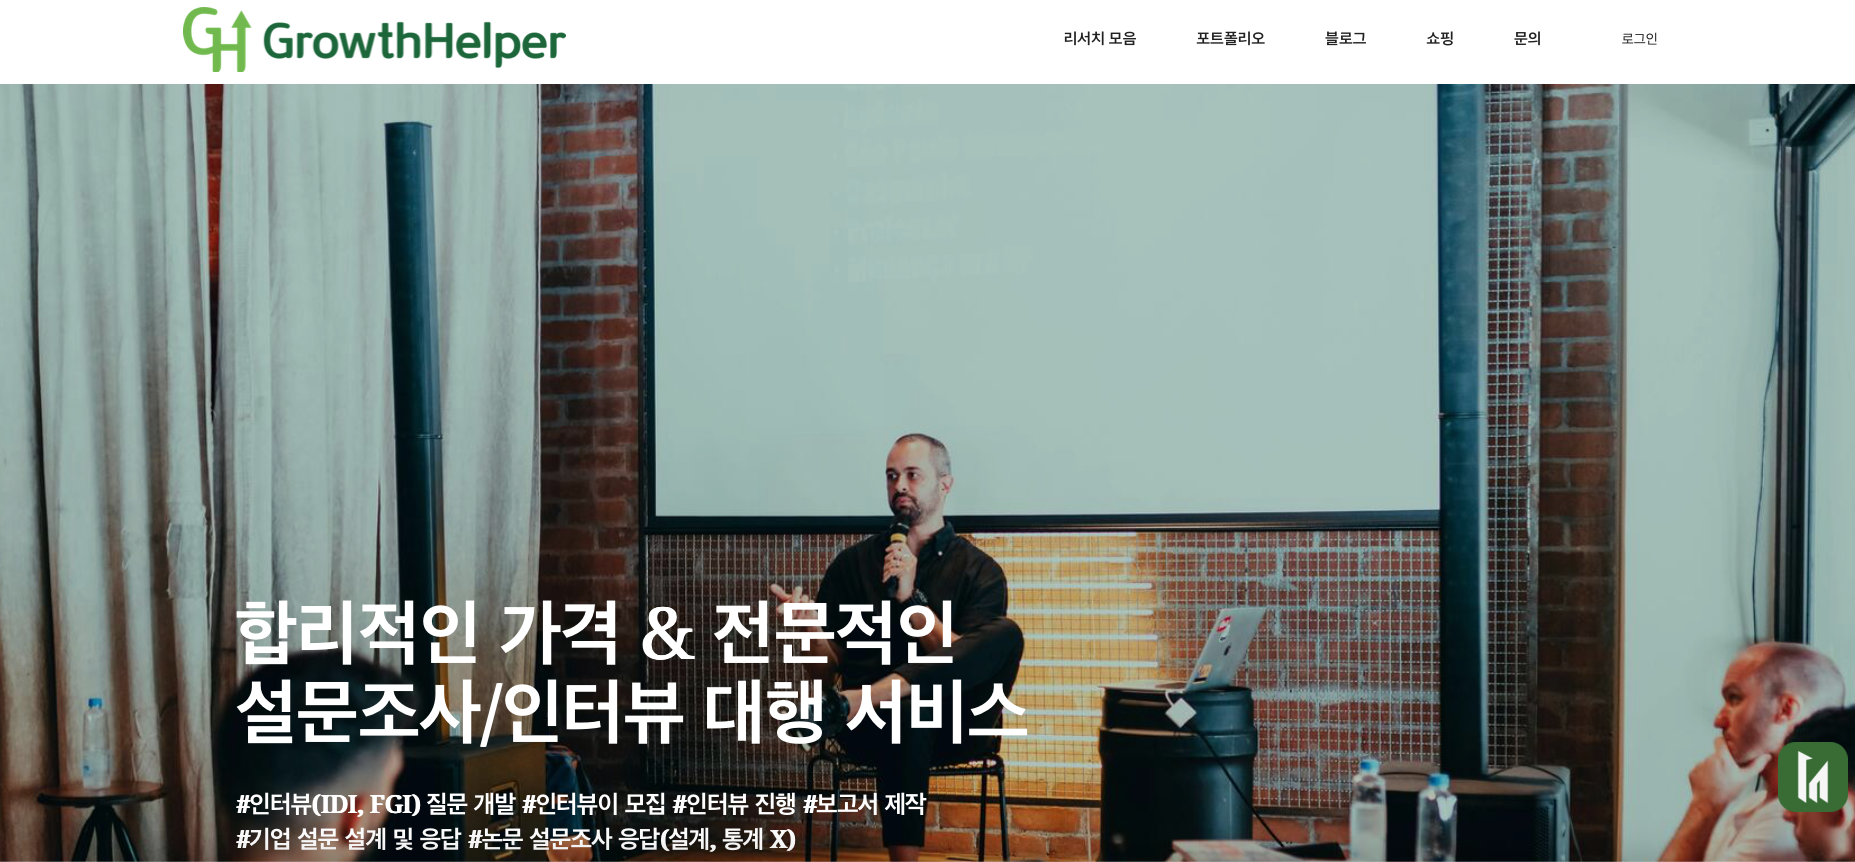 GH GrowthHelper
리서치 모음 포트폴리오 블로그 쇼핑 문의 로그인
합리적인 가격 & 전문적인
설문조사/인터뷰 대행 서비스
#인터뷰(IDI, FGI) 질문 개발 #인터뷰이 모집 #인터뷰 진행 #보고서 제작
#기업 설문 설계 및 응답 #논문 설문조사 응답(설계, 통계 X)